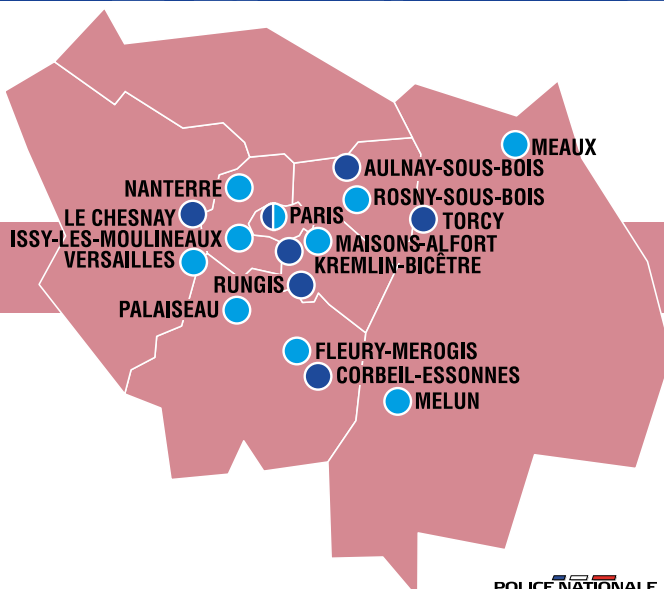 MEAUX
AULNAY-SOUS-BOIS
NANTERRE
ROSNY-SOUS-BOIS
LE CHESNAY
PARIS
TORCY
ISSY-LES-MOULINEAUX
MAISONS-ALFORT
VERSAILLES
KREMLIN-BICÊTRE
RUNGIS
PALAISEAU
FLEURY-MEROGIS
CORBEIL-ESSONNES
MELUN
POLICE NATIONALE